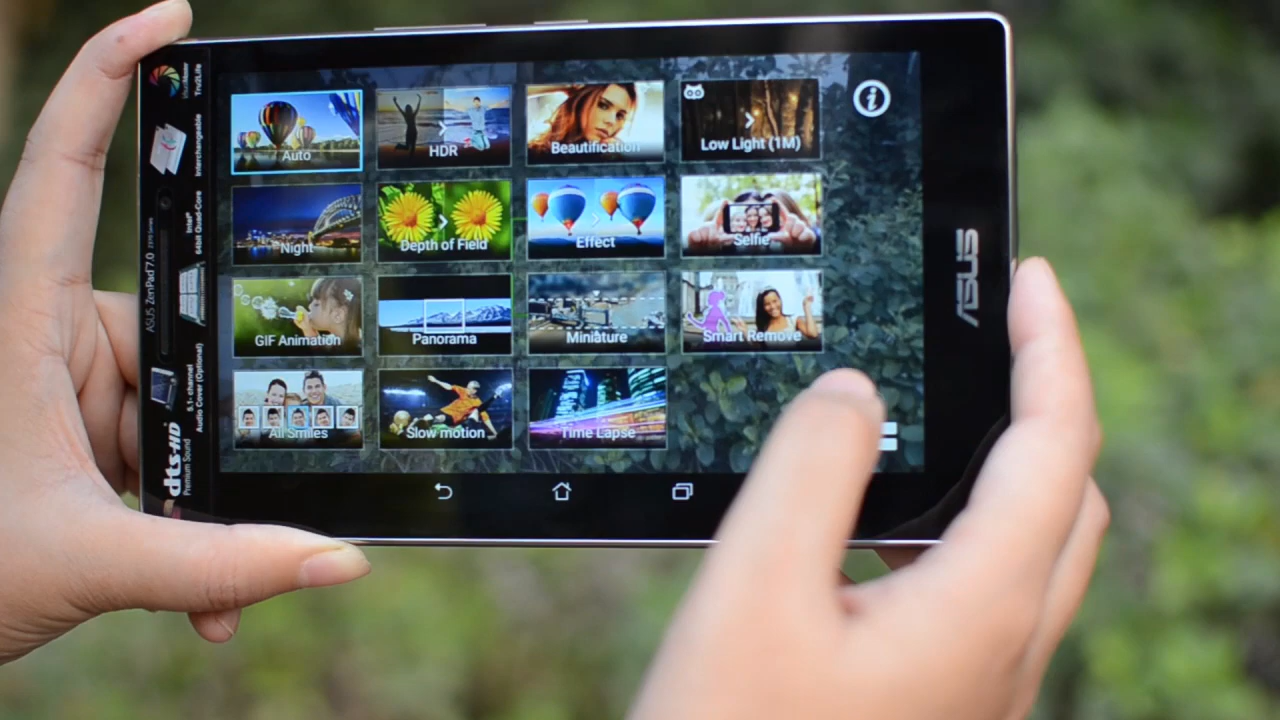 Auto
HDR
Beautification
Low Light (1M)
Night
Depth of Field
Effect
Selfie
GIF Animation
Panorama
Miniature
Smart Remove
All Smiles
Slow motion
Time Lapse
ASUS
ASUS ZenPad 7.0
dts-HD
Premium Sound
5.1- channel
Audio Cover (Optional)
Intel®
64bit Quad-Core
Interchangeable
VisualMaster
Tru2Life